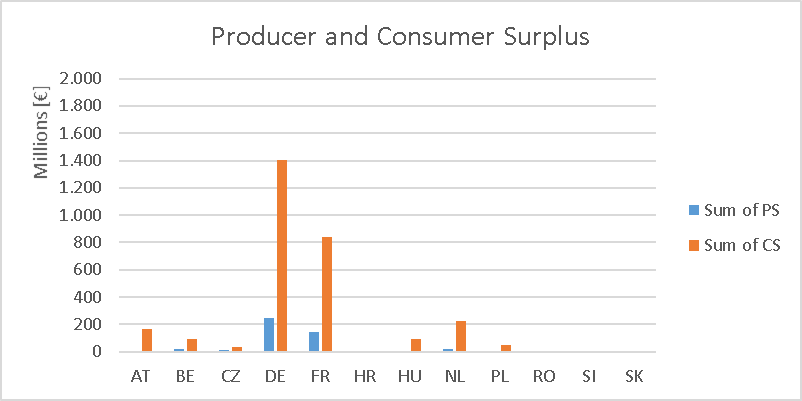 Producer and Consumer Surplus
Millions [€]
2.000
1.800
1.600
1.400
1.200
1.000
800
600
400
200
0
AT BE CZ DE FR HR HU NL PL RO SI SK
Sum of PS
Sum of CS